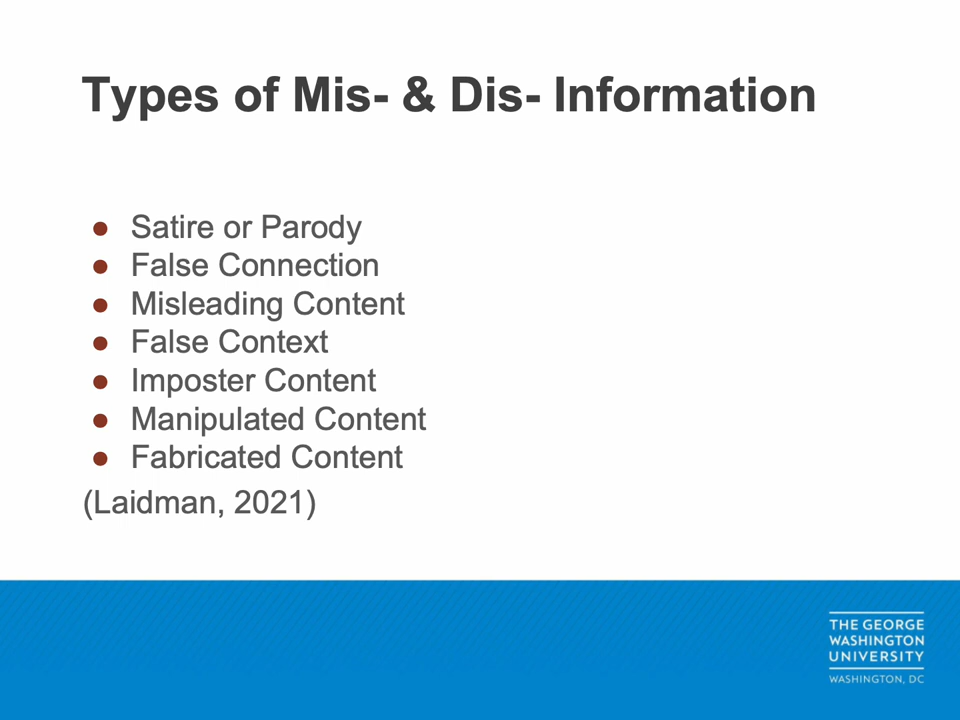 Types of Mis- & Dis- Information
● Satire or Parody
● False Connection
● Misleading Content
● False Context
● Imposter Content
● Manipulated Content
● Fabricated Content
(Laidman, 2021)
THE GEORGE
WASHINGTON
UNIVERSITY
WASHINGTON, DC